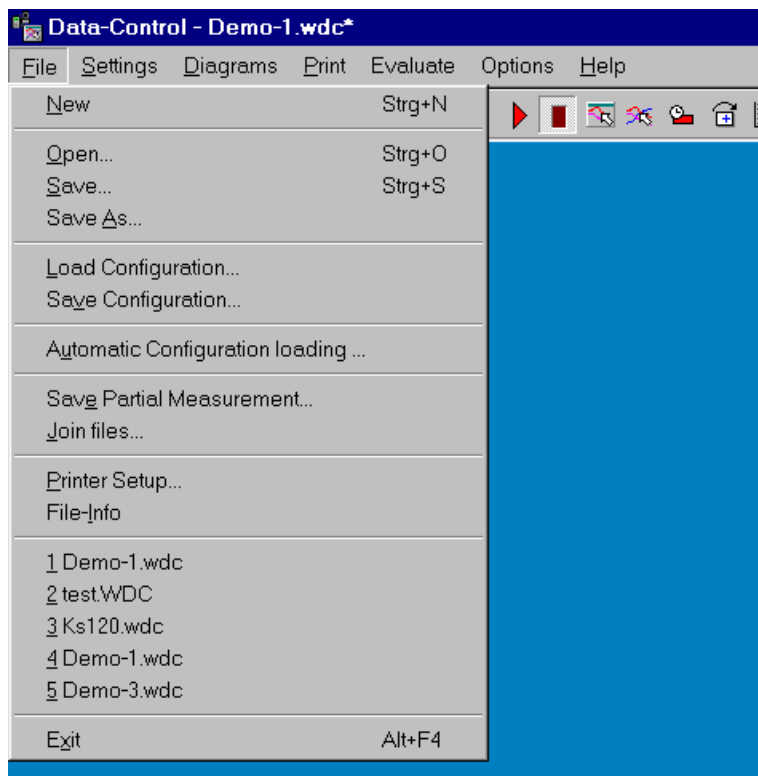 Data-Control - Demo-1.wdc*
File Settings Diagrams Print Evaluate Options Help
New Strg+N
Open... Strg+O
Save... Strg+S
Save As...
Load Configuration...
Save Configuration...
Automatic Configuration loading ...
Save Partial Measurement...
Join files...
Printer Setup...
File-Info
1 Demo-1.wdc
2 test.WDC
3 Ks120.wdc
4 Demo-1.wdc
5 Demo-3.wdc
Exit Alt+F4